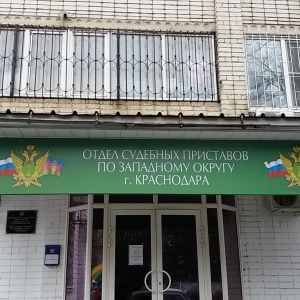 ОТДЕЛ СУДЕБНЫХ ПРИСТАВОВ
ПО ЗАПАДНОМУ ОКРУГУ
г. КРАСНОДАРА